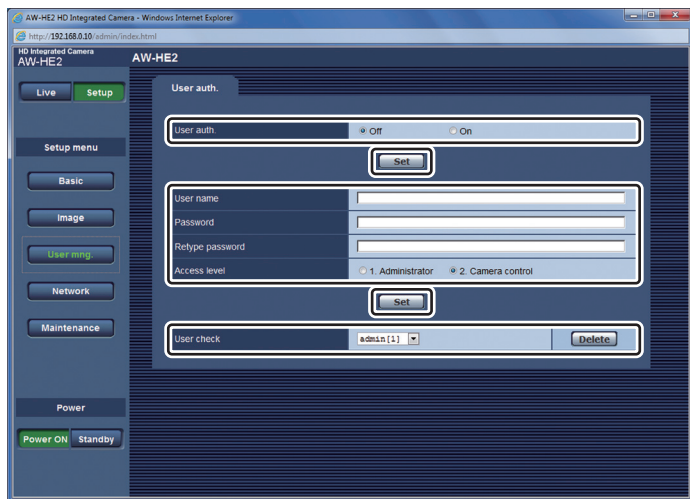 AW-HE2 HD Integrated Camera - Windows Internet Explorer
http://192.168.0.10/admin/index.html
HD Integrated Camera
AW-HE2
AW-HE2
Live Setup
User auth.
User auth. Off On
Set
Setup menu
Basic
User name
Image
Password
Retype password
User mng.
Access level 1. Administrator 2. Camera control
Network
Set
Maintenance
User check admin[1] Delete
Power
Power ON Standby